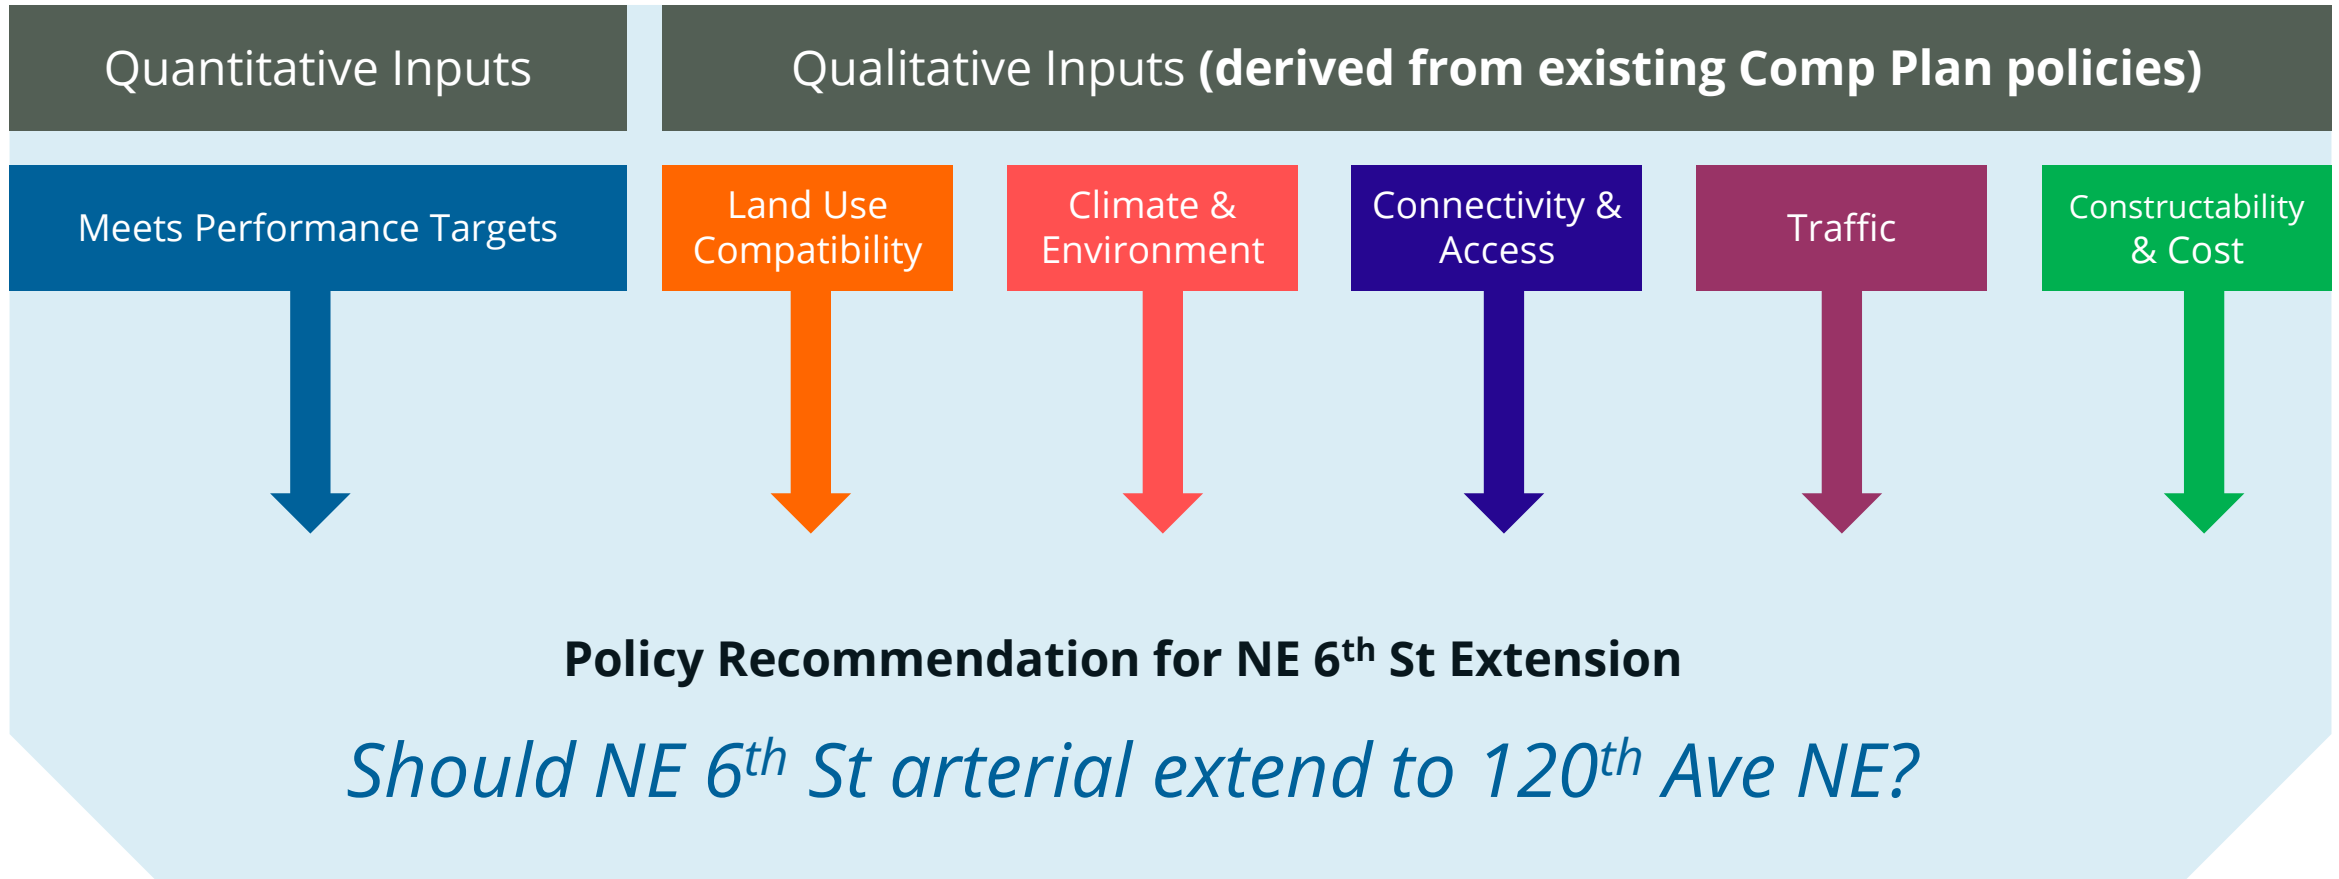 Quantitative Inputs
Qualitative Inputs (derived from existing Comp Plan policies)
Meets Performance Targets
Land Use
Compatibility
Climate &
Environment
Connectivity &
Access
Traffic
Constructability
& Cost
Policy Recommendation for NE 6th St Extension
Should NE 6th St arterial extend to 120th Ave NE?